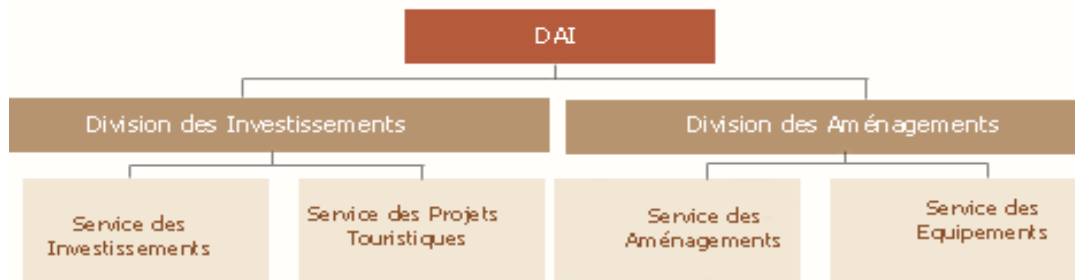 DAI
Division des Investissements
Division des Aménagements
Service des
Investissements
Service des Projets
Touristiques
Service des
Aménagements
Service des
Equipements